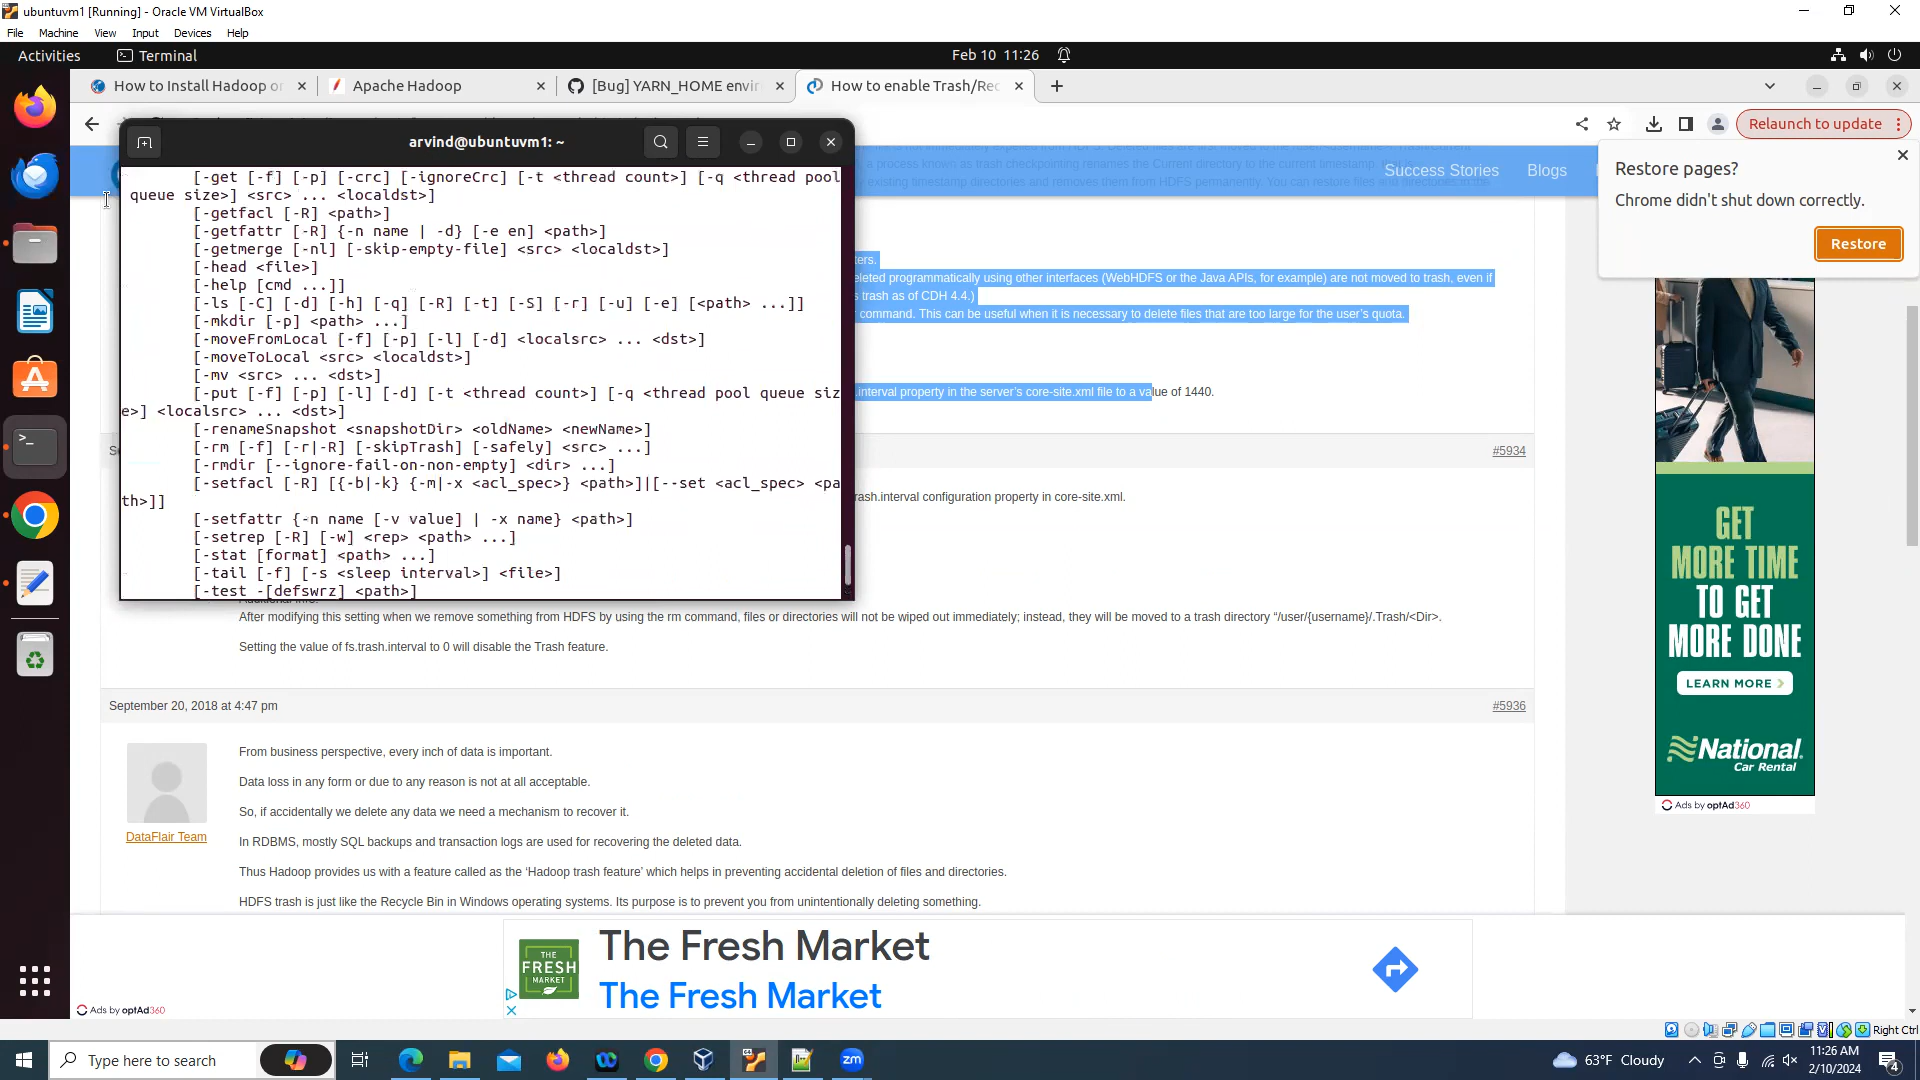 ubuntuvm1 [Running] - Oracle VM VirtualBox
File Machine View Input Devices Help
Activities Terminal Feb 10 11:26
How to Install Hadoop or
Apache Hadoop
[Bug] YARN_HOME envir
How to enable Trash/Rec
Relaunch to update
arvind@ubuntuvm1: ~
Success Stories Blogs
Restore pages?
Chrome didn't shut down correctly.
Restore
[-get [-f] [-p] [-crc] [-ignoreCrc] [-t <thread count>] [-q <thread pool
queue size>] <src> ... <localdst>]
[-getfacl [-R] <path>]
[-getfattr [-R] {-n name | -d} [-e en] <path>]
[-getmerge [-nl] [-skip-empty-file] <src> <localdst>]
[-head <file>]
[-help [cmd ...]]
[-ls [-C] [-d] [-h] [-q] [-R] [-t] [-S] [-r] [-u] [-e] [<path> ...]]
[-mkdir [-p] <path> ...]
[-moveFromLocal [-f] [-p] [-l] [-d] <localsrc> ... <dst>]
[-moveToLocal <src> <localdst>]
[-mv <src> ... <dst>]
[-put [-f] [-p] [-l] [-d] [-t <thread count>] [-q <thread pool queue siz
e>] <localsrc> ... <dst>]
[-renameSnapshot <snapshotDir> <oldName> <newName>]
[-rm [-f] [-r|-R] [-skipTrash] [-safely] <src> ...]
[-rmdir [--ignore-fail-on-non-empty] <dir> ...]
[-setfacl [-R] [{-b|-k} {-m|-x <acl_spec>} <path>]|[--set <acl_spec> <pa
th>]]
[-setfattr {-n name [-v value] | -x name} <path>]
[-setrep [-R] [-w] <rep> <path> ...]
[-stat [format] <path> ...]
[-tail [-f] [-s <sleep interval>] <file>]
[-test -[defswrz] <path>]
ters.
eleted programmatically using other interfaces (WebHDFS or the Java APIs, for example) are not moved to trash, even if
s trash as of CDH 4.4.)
command. This can be useful when it is necessary to delete files that are too large for the user's quota.
.interval property in the server's core-site.xml file to a value of 1440.
#5934
rash.interval configuration property in core-site.xml.
After modifying this setting when we remove something from HDFS by using the rm command, files or directories will not be wiped out immediately; instead, they will be moved to a trash directory “/user/{username}/.Trash/<Dir>.
Setting the value of fs.trash.interval to 0 will disable the Trash feature.
September 20, 2018 at 4:47 pm #5936
DataFlair Team
From business perspective, every inch of data is important.
Data loss in any form or due to any reason is not at all acceptable.
So, if accidentally we delete any data we need a mechanism to recover it.
In RDBMS, mostly SQL backups and transaction logs are used for recovering the deleted data.
Thus Hadoop provides us with a feature called as the ‘Hadoop trash feature’ which helps in preventing accidental deletion of files and directories.
HDFS trash is just like the Recycle Bin in Windows operating systems. Its purpose is to prevent you from unintentionally deleting something.
GET
MORE TIME
TO GET
MORE DONE
LEARN MORE >
National.
Car Rental
Ads by optAd360
THE
FRESH
MARKET
The Fresh Market
The Fresh Market
Ads by optAd360
Right Ctrl
Type here to search
63°F Cloudy
11:26 AM
2/10/2024
4